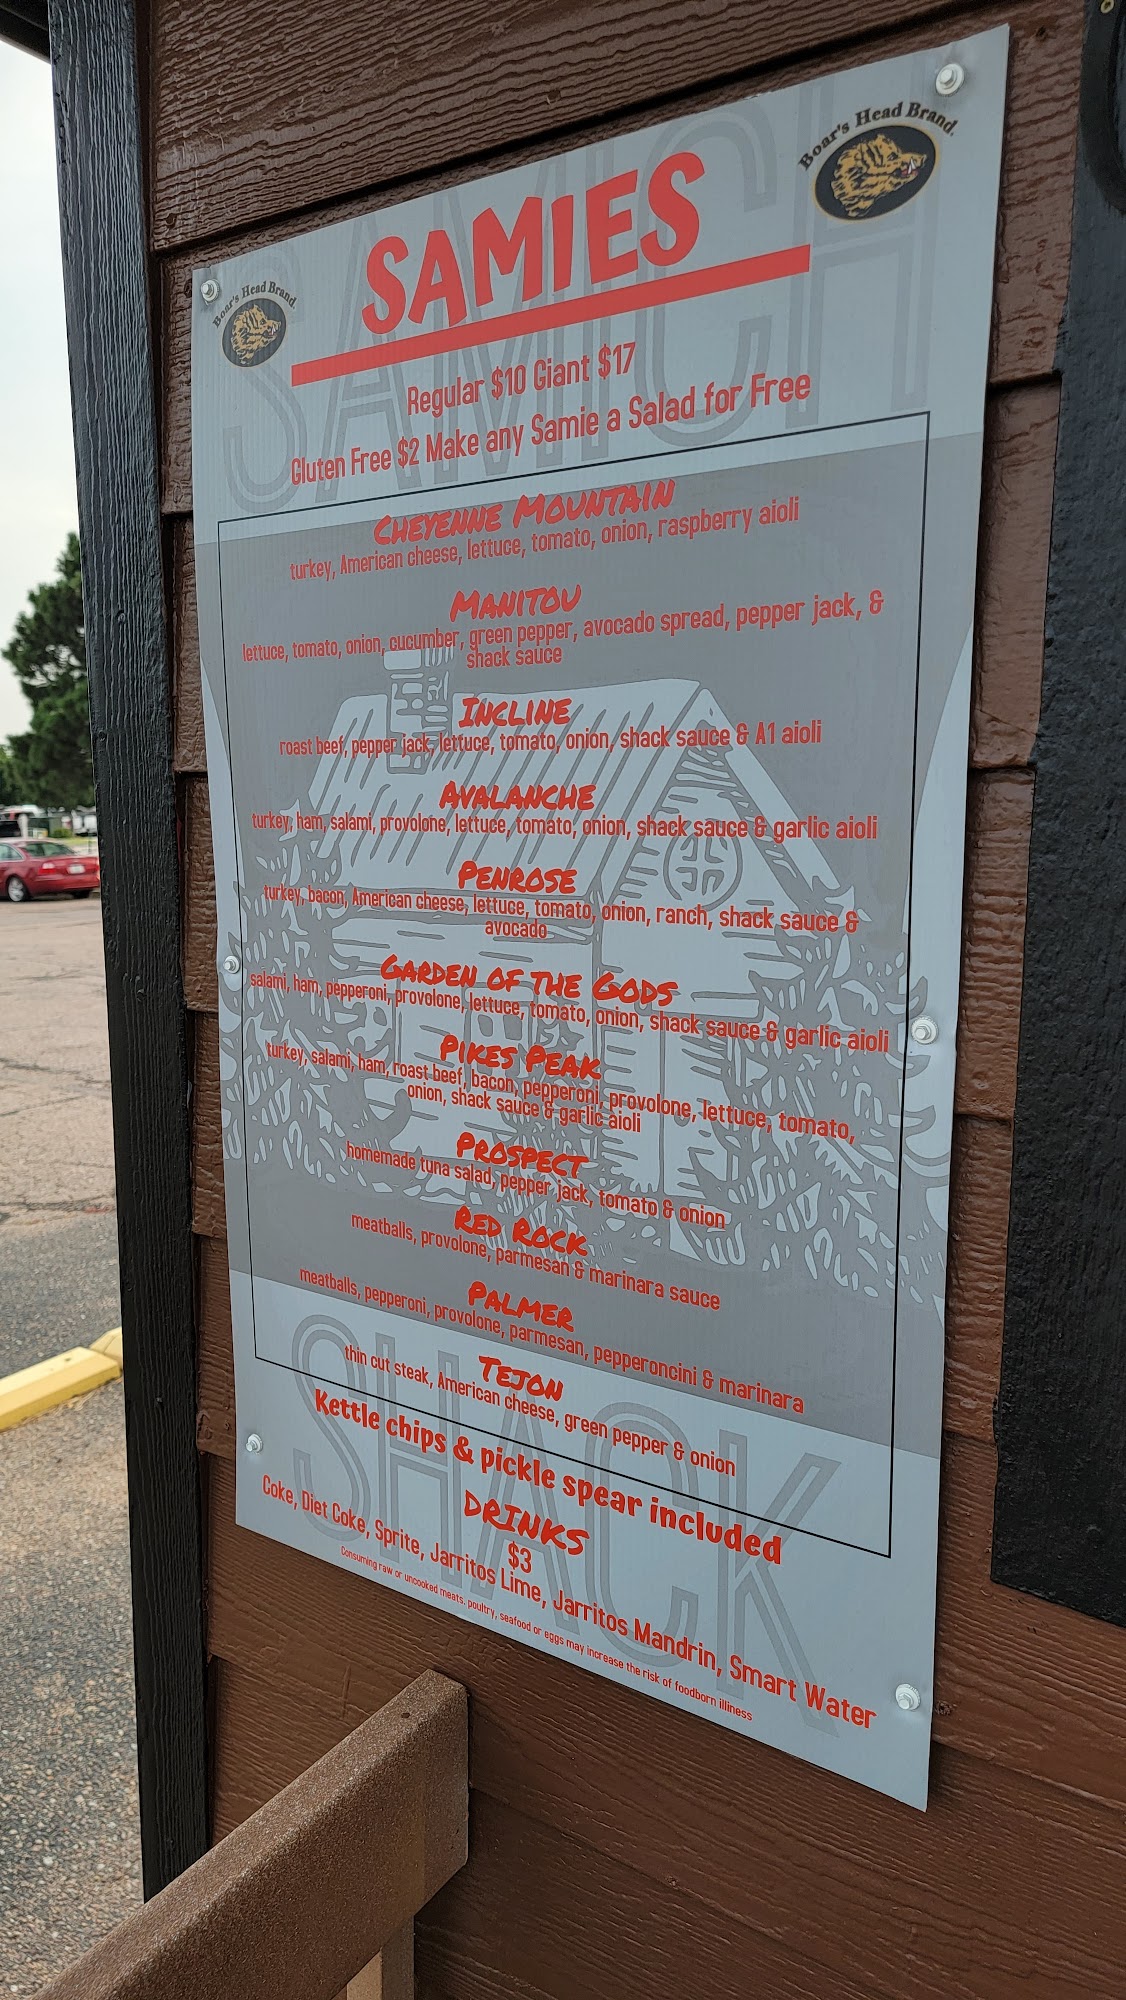 Boar's Head Brand.
Boar's Head Brand.
SAMICH
SAMIES
Regular $10 Giant $17
Gluten Free $2 Make any Samie a Salad for Free
CHEYENNE MOUNTAIN
turkey, American cheese, lettuce, tomato, onion, raspberry aioli
MANITOU
lettuce, tomato, onion, cucumber, green pepper, avocado spread, pepper jack, &
shack sauce
INCLINE
roast beef, pepper jack, lettuce, tomato, onion, shack sauce & A1 aioli
AVALANCHE
turkey, ham, salami, provolone, lettuce, tomato, onion, shack sauce & garlic aioli
PENROSE
turkey, bacon, American cheese, lettuce, tomato, onion, ranch, shack sauce &
avocado
GARDEN OF THE GODS
salami, ham, pepperoni, provolone, lettuce, tomato, onion, shack sauce & garlic aioli
PIKES PEAK
turkey, salami, ham, roast beef, bacon, pepperoni, provolone, lettuce, tomato,
onion, shack sauce & garlic aioli
PROSPECT
homemade tuna salad, pepper jack, tomato & onion
RED ROCK
meatballs, provolone, parmesan & marinara sauce
PALMER
meatballs, pepperoni, provolone, parmesan, pepperoncini & marinara
TEJON
thin cut steak, American cheese, green pepper & onion
Kettle chips & pickle spear included
SHACK
DRINKS
$3
Coke, Diet Coke, Sprite, Jarritos Lime, Jarritos Mandrin, Smart Water
Consuming raw or uncooked meats, poultry, seafood or eggs may increase the risk of foodborn illiness